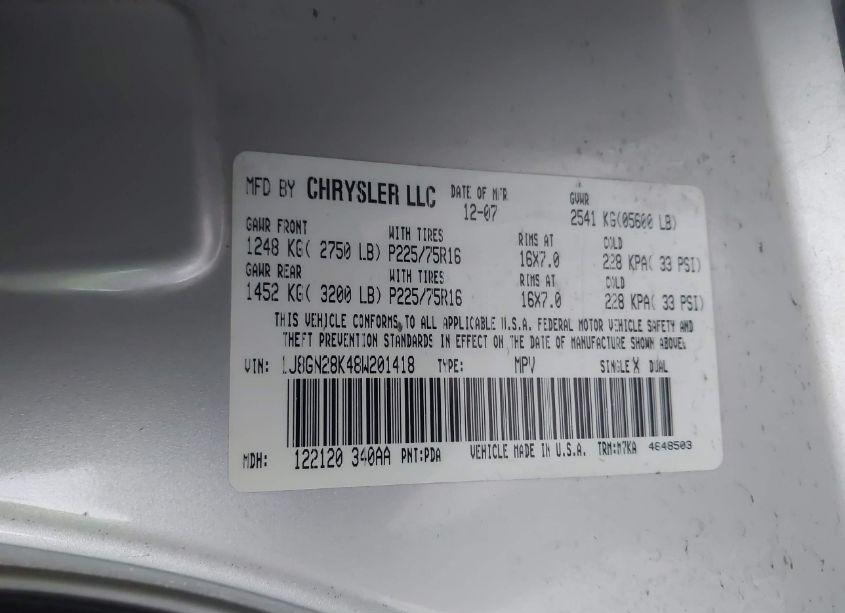 MFD BY CHRYSLER LLC DATE OF MFR 12-07 GVWR 2541 KG(05600 LB)
GAWR FRONT WITH TIRES RIMS AT COLD
1248 KG( 2750 LB) P225/75R16 16X7.0 228 KPA( 33 PSI)
GAWR REAR WITH TIRES RIMS AT COLD
1452 KG( 3200 LB) P225/75R16 16X7.0 228 KPA( 33 PSI)
THIS VEHICLE CONFORMS TO ALL APPLICABLE U.S.A. FEDERAL MOTOR VEHICLE SAFETY AND
THEFT PREVENTION STANDARDS IN EFFECT ON THE DATE OF MANUFACTURE SHOWN ABOVE.
VIN: 1J8GN28K48W201418 TYPE: MPV SINGLE X DUAL
MDH: 122120 340AA PNT:PDA VEHICLE MADE IN U.S.A. TRM:M7KA 4648503